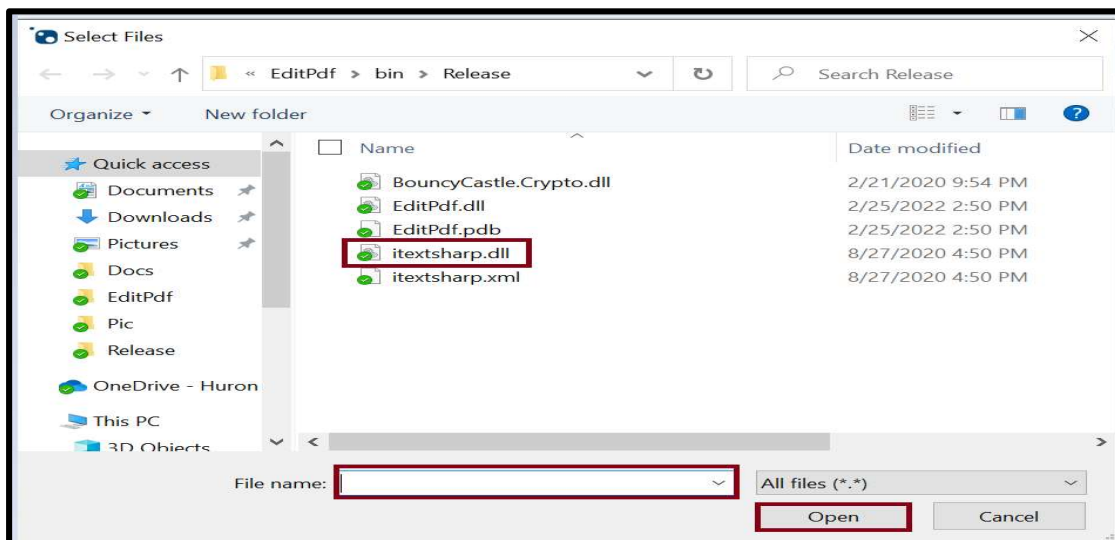 Select Files
« EditPdf > bin > Release
Search Release
Organize
New folder
Name
Date modified
Quick access
Documents
Downloads
Pictures
Docs
EditPdf
Pic
Release
OneDrive - Huron
This PC
3D Objects
BouncyCastle.Crypto.dll 2/21/2020 9:54 PM
EditPdf.dll 2/25/2022 2:50 PM
EditPdf.pdb 2/25/2022 2:50 PM
itextsharp.dll 8/27/2020 4:50 PM
itextsharp.xml 8/27/2020 4:50 PM
File name:
All files (*.*)
Open
Cancel